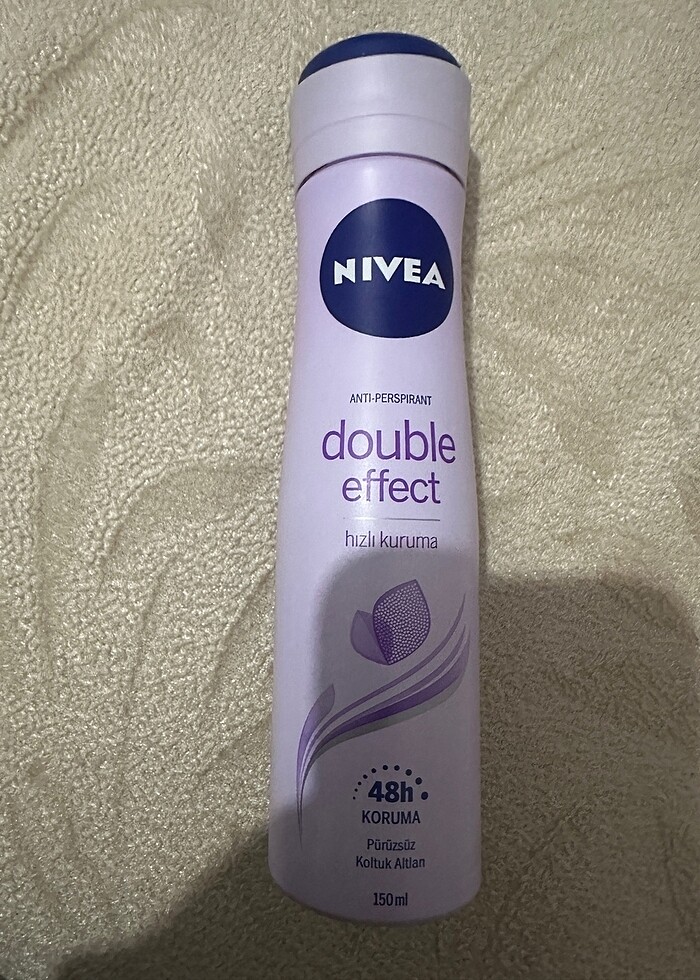 NIVEA
ANTI-PERSPIRANT
double
effect
hızlı kuruma
48h
KORUMA
Pürüzsüz
Koltuk Altları
150 ml